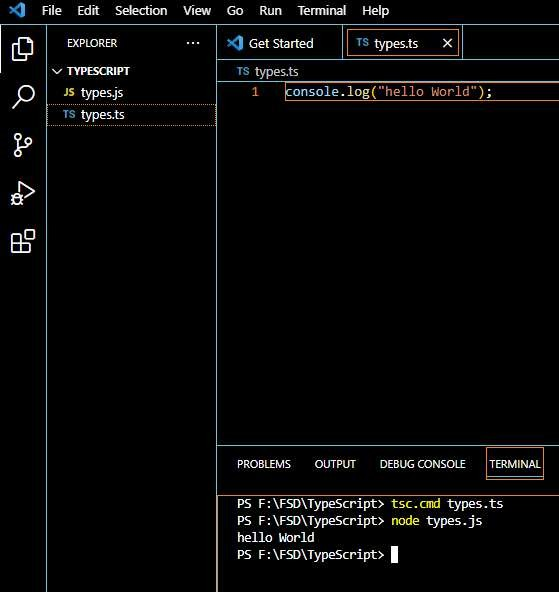 File Edit Selection View Go Run Terminal Help
EXPLORER ...
TYPESCRIPT
JS types.js
TS types.ts
Get Started
TS types.ts
TS types.ts
1 console.log("hello World");
PROBLEMS OUTPUT DEBUG CONSOLE TERMINAL
PS F:\FSD\TypeScript> tsc.cmd types.ts
PS F:\FSD\TypeScript> node types.js
hello World
PS F:\FSD\TypeScript>